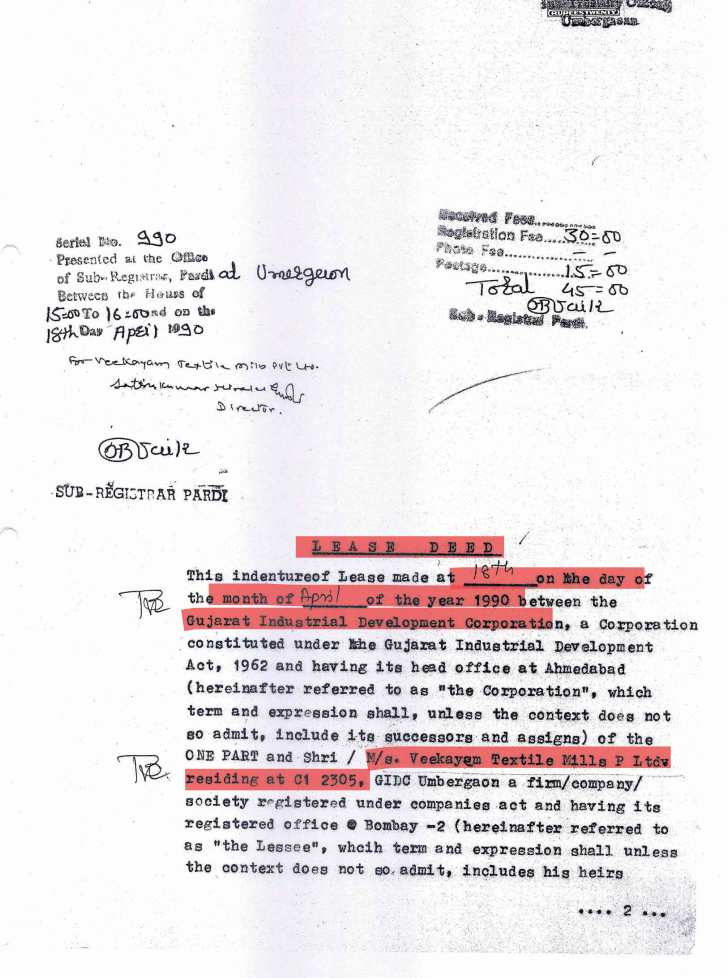 RUPEES TWENTY
Umbergaon
Serial No. 990
Presented at the Office
of Sub-Registrar, Pardi at Umergaon
Between the Hours of
15=00 To 16=00 and on the
18th Day April 1990
Received Fees
Registration Fee.....30=00
Photo Fee............... — —
Postage...............15=00
Total 45=00
Sub-Registrar Pardi.
For Veekayam Textile Mills Pvt Ltd.
Director.
SUB-REGISTRAR PARDI
LEASE DEED
This indentureof Lease made at 18th on the day of
the month of April of the year 1990 between the
Gujarat Industrial Development Corporation, a Corporation
constituted under the Gujarat Industrial Development
Act, 1962 and having its head office at Ahmedabad
(hereinafter referred to as "the Corporation", which
term and expression shall, unless the context does not
so admit, include its successors and assigns) of the
ONE PART and Shri / M/s. Veekayam Textile Mills P Ltdv
residing at C1 2305, GIDC Umbergaon a firm/company/
society registered under companies act and having its
registered office @ Bombay -2 (hereinafter referred to
as "the Lessee", whcih term and expression shall unless
the context does not so admit, includes his heirs
.... 2 ...